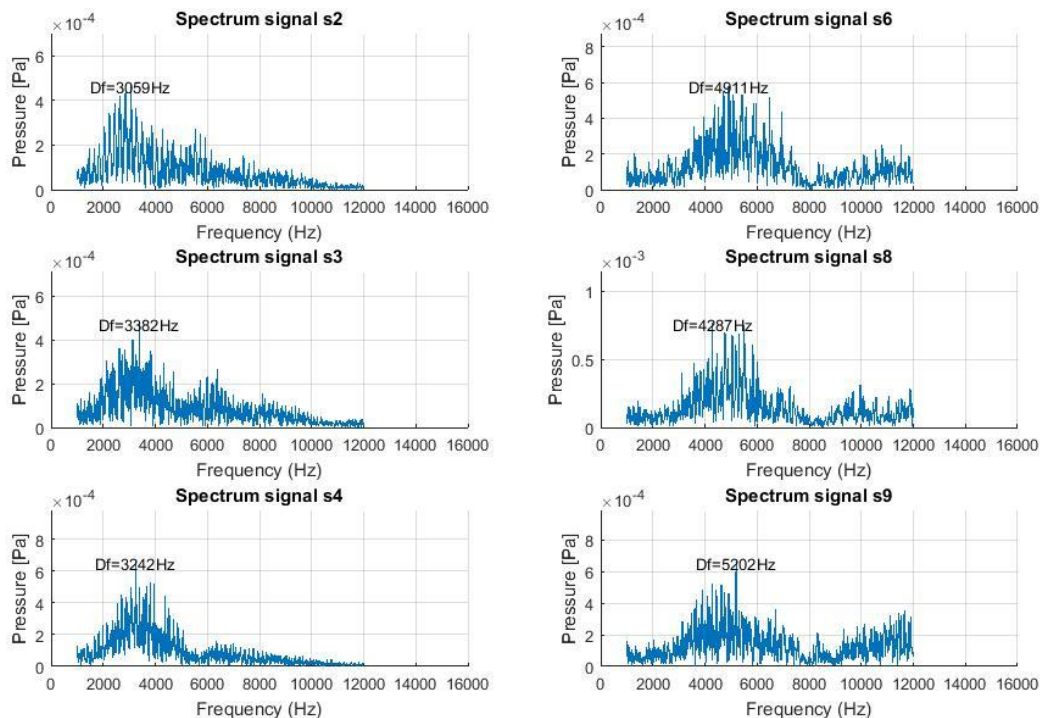 Spectrum signal s2
×10⁻⁴
Pressure [Pa]
6
4
2
0
Df=3059Hz
0 2000 4000 6000 8000 10000 12000 14000 16000
Frequency (Hz)
Spectrum signal s6
×10⁻⁴
Pressure [Pa]
8
6
4
2
0
Df=4911Hz
0 2000 4000 6000 8000 10000 12000 14000 16000
Frequency (Hz)
Spectrum signal s3
×10⁻⁴
Pressure [Pa]
6
4
2
0
Df=3382Hz
0 2000 4000 6000 8000 10000 12000 14000 16000
Frequency (Hz)
Spectrum signal s8
×10⁻³
Pressure [Pa]
1
0.5
0
Df=4287Hz
0 2000 4000 6000 8000 10000 12000 14000 16000
Frequency (Hz)
Spectrum signal s4
×10⁻⁴
Pressure [Pa]
8
6
4
2
0
Df=3242Hz
0 2000 4000 6000 8000 10000 12000 14000 16000
Frequency (Hz)
Spectrum signal s9
×10⁻⁴
Pressure [Pa]
8
6
4
2
0
Df=5202Hz
0 2000 4000 6000 8000 10000 12000 14000 16000
Frequency (Hz)